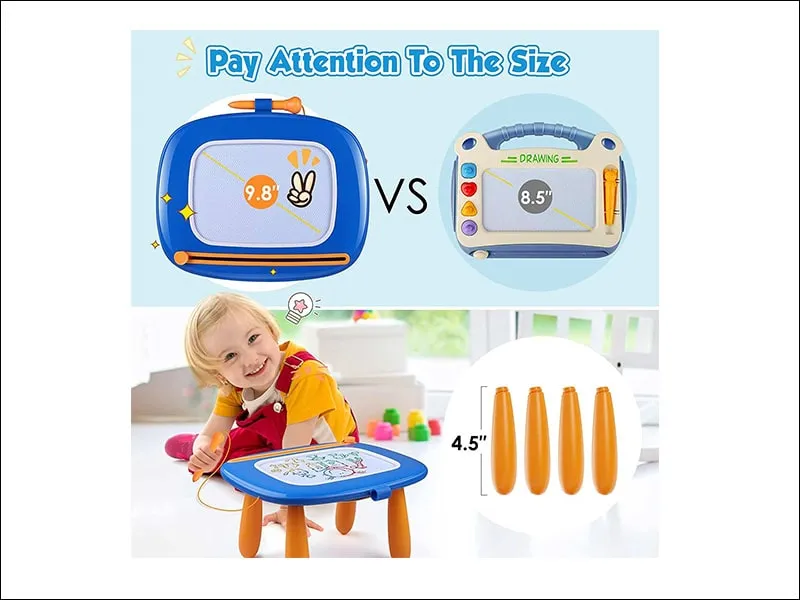 Pay Attention To The Size
9.8"
VS
DRAWING
8.5"
4.5"